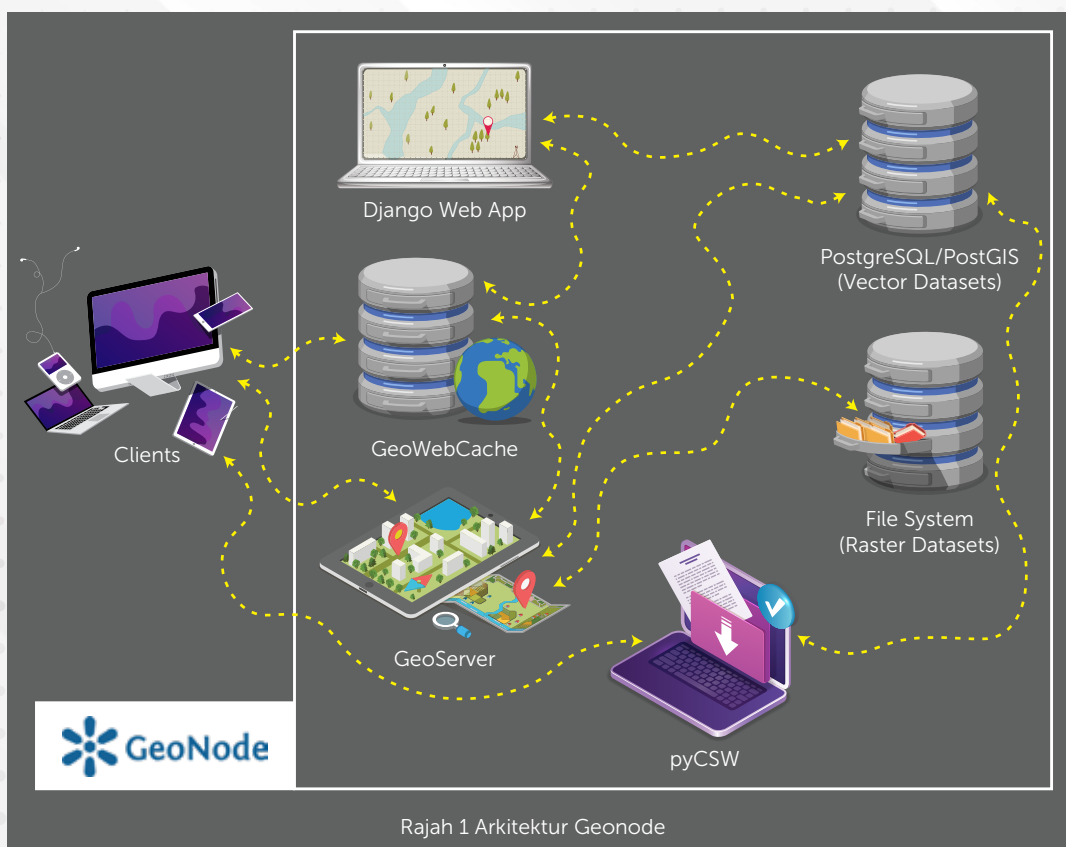 Django Web App
PostgreSQL/PostGIS
(Vector Datasets)
Clients
GeoWebCache
File System
(Raster Datasets)
GeoServer
pyCSW
GeoNode
Rajah 1 Arkitektur Geonode